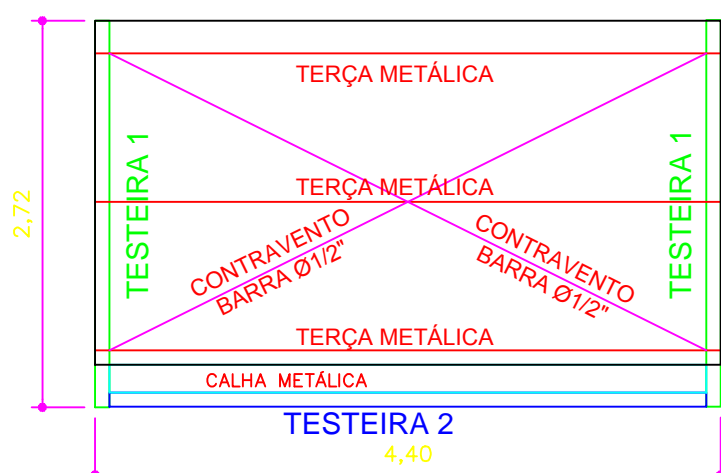 TERÇA METÁLICA
TESTEIRA 1
TESTEIRA 1
2,72
TERÇA METÁLICA
CONTRAVENTO
BARRA Ø1/2"
CONTRAVENTO
BARRA Ø1/2"
TERÇA METÁLICA
CALHA METÁLICA
TESTEIRA 2
4,40